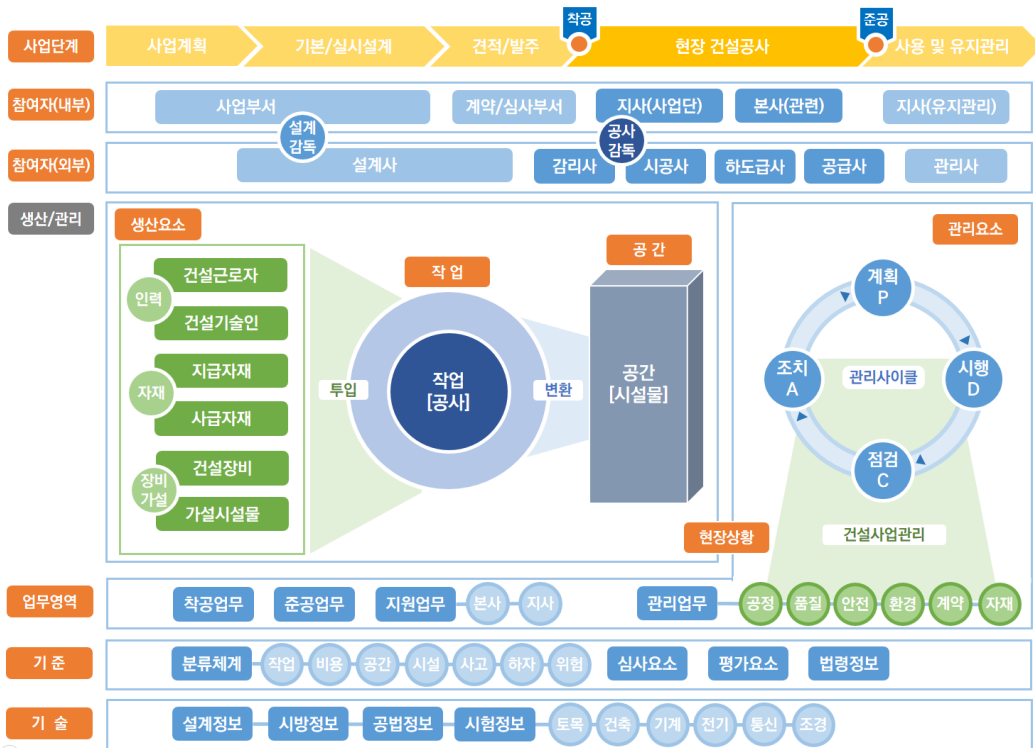 착공
준공
사업단계
사업계획
기본/실시설계
견적/발주
현장 건설공사
사용 및 유지관리
참여자(내부)
사업부서
계약/심사부서
지사(사업단)
본사(관련)
지사(유지관리)
설계
감독
공사
감독
참여자(외부)
설계사
감리사
시공사
하도급사
공급사
관리사
생산/관리
생산요소
관리요소
인력
건설근로자
건설기술인
자재
지급자재
사급자재
장비
가설
건설장비
가설시설물
투입
작 업
작업
[공사]
변환
공 간
공간
[시설물]
계획
P
시행
D
점검
C
조치
A
관리사이클
현장상황
건설사업관리
업무영역
착공업무
준공업무
지원업무
본사
지사
관리업무
공정
품질
안전
환경
계약
자재
기 준
분류체계
작업
비용
공간
시설
사고
하자
위험
심사요소
평가요소
법령정보
기 술
설계정보
시방정보
공법정보
시험정보
토목
건축
기계
전기
통신
조경